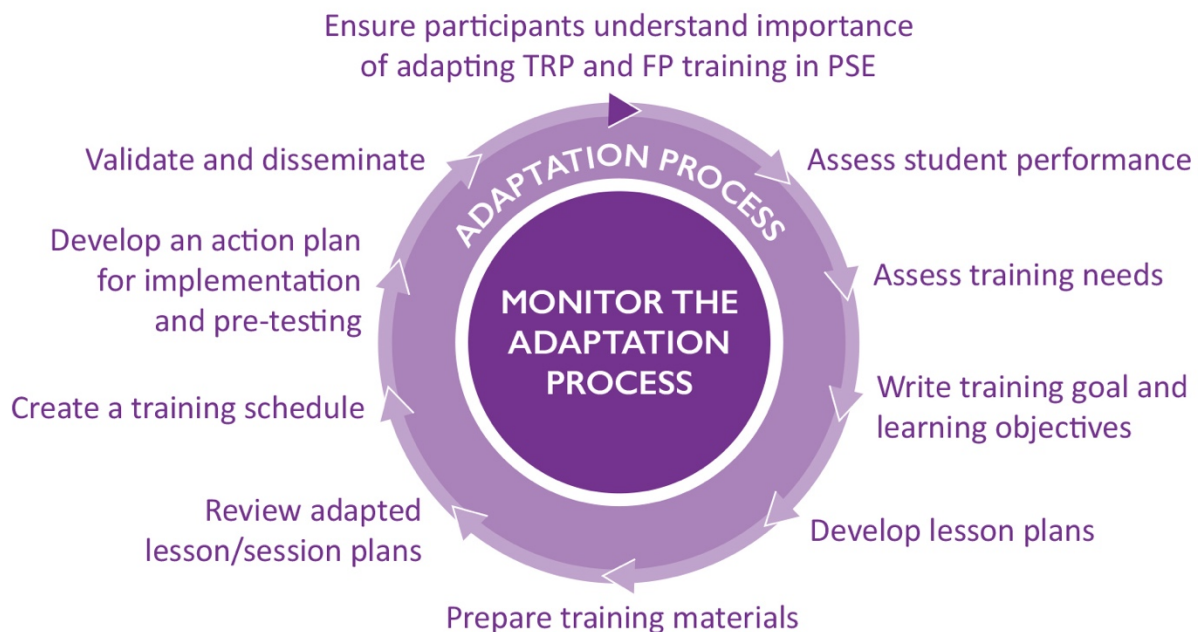 Ensure participants understand importance
of adapting TRP and FP training in PSE
Assess student performance
Assess training needs
Write training goal and
learning objectives
Develop lesson plans
Prepare training materials
Review adapted
lesson/session plans
Create a training schedule
Develop an action plan
for implementation
and pre-testing
Validate and disseminate
ADAPTATION PROCESS
MONITOR THE
ADAPTATION
PROCESS